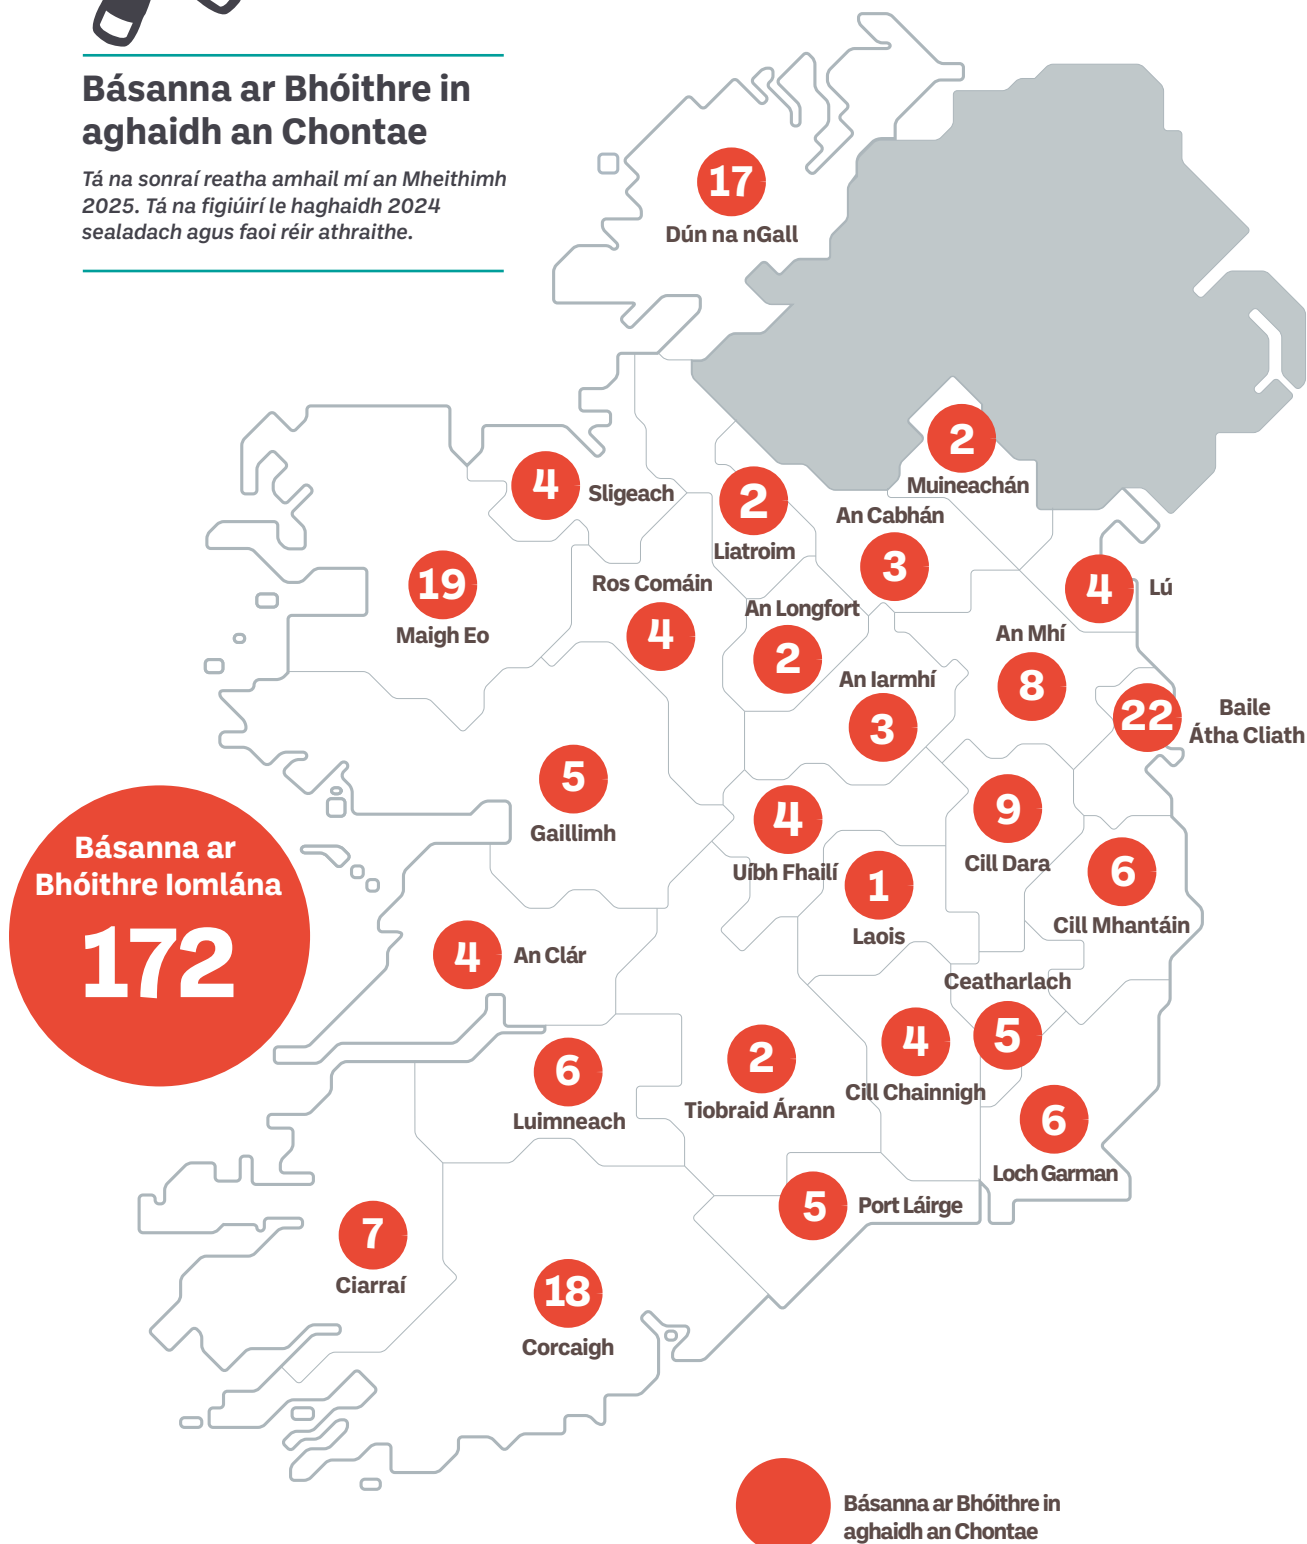 Básanna ar Bhóithre in
aghaidh an Chontae
Tá na sonraí reatha amhail mí an Mheithimh
2025. Tá na figiúirí le haghaidh 2024
sealadach agus faoi réir athraithe.
17
Dún na nGall
2
Muineachán
4
Sligeach
2
Liatroim
An Cabhán
3
19
Maigh Eo
Ros Comáin
4
An Longfort
2
4
Lú
An Mhí
8
An Iarmhí
3
22
Baile
Átha Cliath
5
Gaillimh
4
Uíbh Fhailí
9
Cill Dara
1
Laois
6
Cill Mhantáin
Básanna ar
Bhóithre Iomlána
172
4
An Clár
Ceatharlach
5
4
Cill Chainnigh
2
Tiobraid Árann
6
Luimneach
6
Loch Garman
5
Port Láirge
7
Ciarraí
18
Corcaigh
Básanna ar Bhóithre in
aghaidh an Chontae